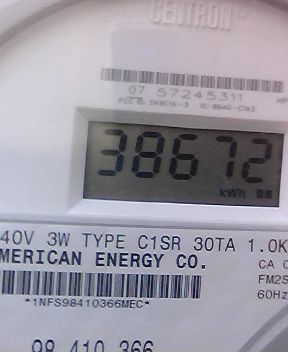 CENTRON
07 57245311
38672
kWh
40V 3W TYPE C1SR 30TA 1.0K
MERICAN ENERGY CO.
CA 0
FM2S
60Hz
*1NFS98410366MEC*
98 410 366